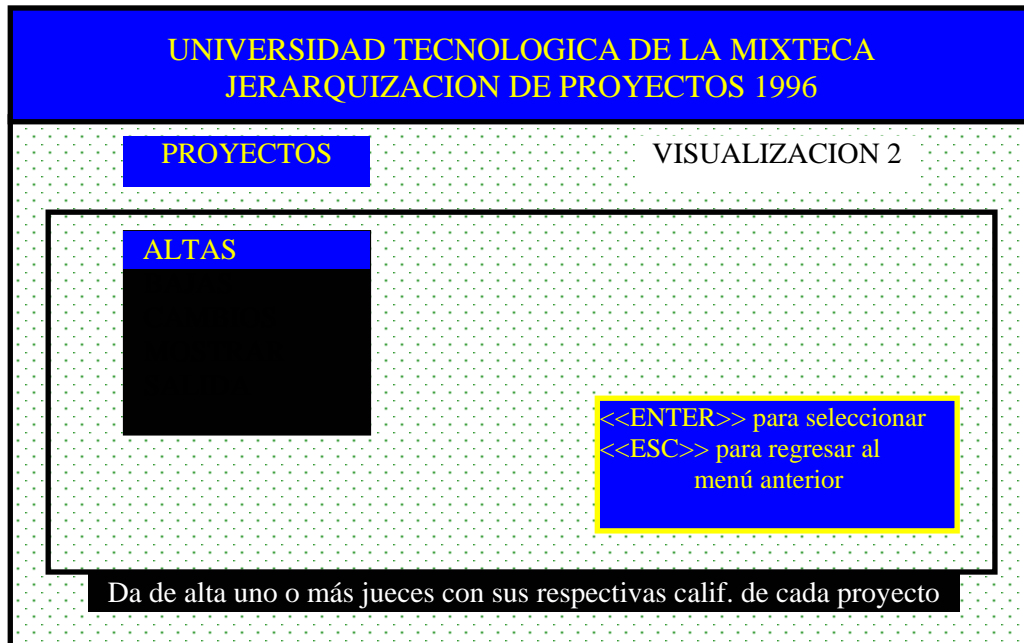 UNIVERSIDAD TECNOLOGICA DE LA MIXTECA
JERARQUIZACION DE PROYECTOS 1996
PROYECTOS
VISUALIZACION 2
ALTAS
<<ENTER>> para seleccionar
<<ESC>> para regresar al
menú anterior
Da de alta uno o más jueces con sus respectivas calif. de cada proyecto